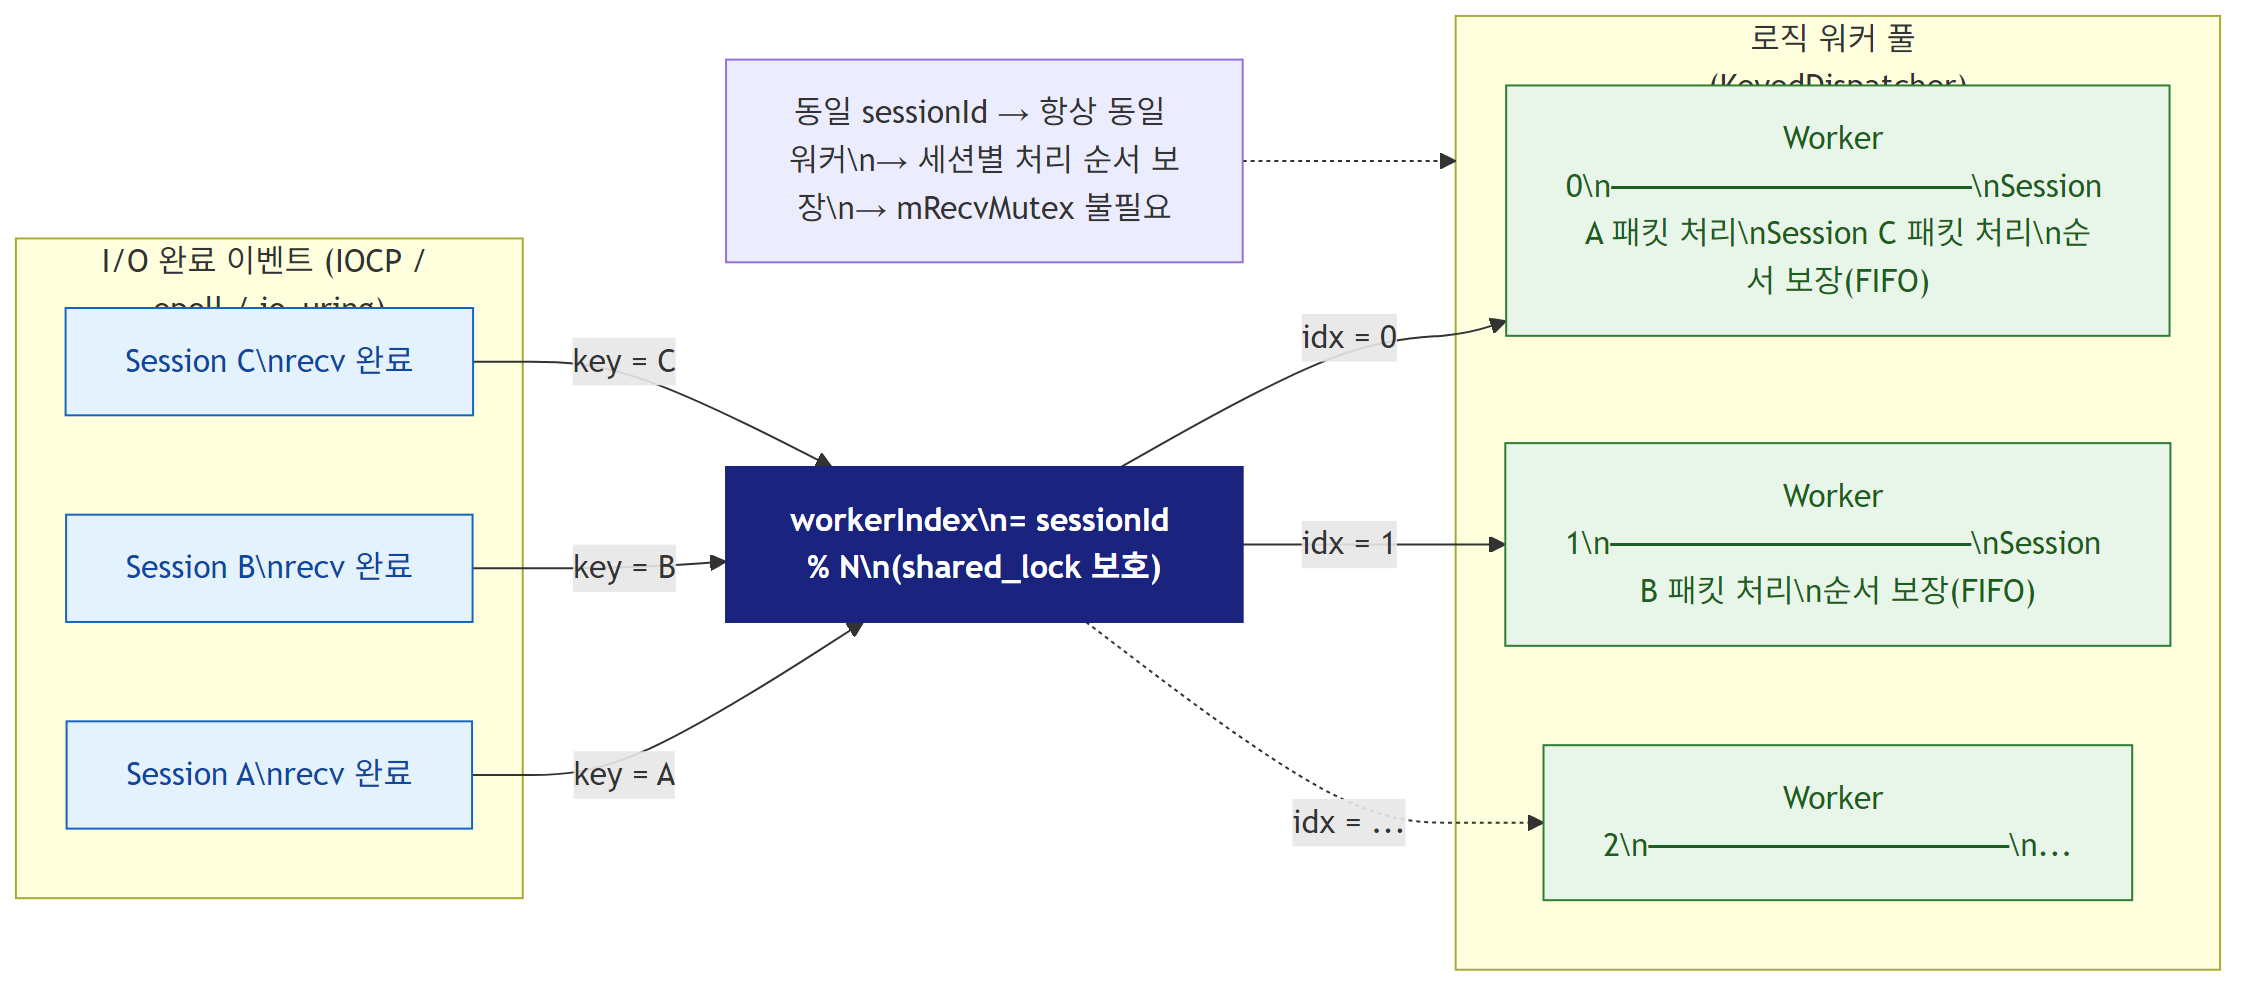 I/O 완료 이벤트 (IOCP /
epoll / io_uring)
Session C\nrecv 완료
Session B\nrecv 완료
Session A\nrecv 완료
key = C
key = B
key = A
동일 sessionId → 항상 동일
워커\n→ 세션별 처리 순서 보
장\n→ mRecvMutex 불필요
workerIndex\n= sessionId
% N\n(shared_lock 보호)
idx = 0
idx = 1
idx = ...
로직 워커 풀
(KeyedDispatcher)
Worker
0\n━━━━━━━━━━━━━━━\nSession
A 패킷 처리\nSession C 패킷 처리\n순
서 보장(FIFO)
Worker
1\n━━━━━━━━━━━━━━━\nSession
B 패킷 처리\n순서 보장(FIFO)
Worker
2\n━━━━━━━━━━━━━━━\n...